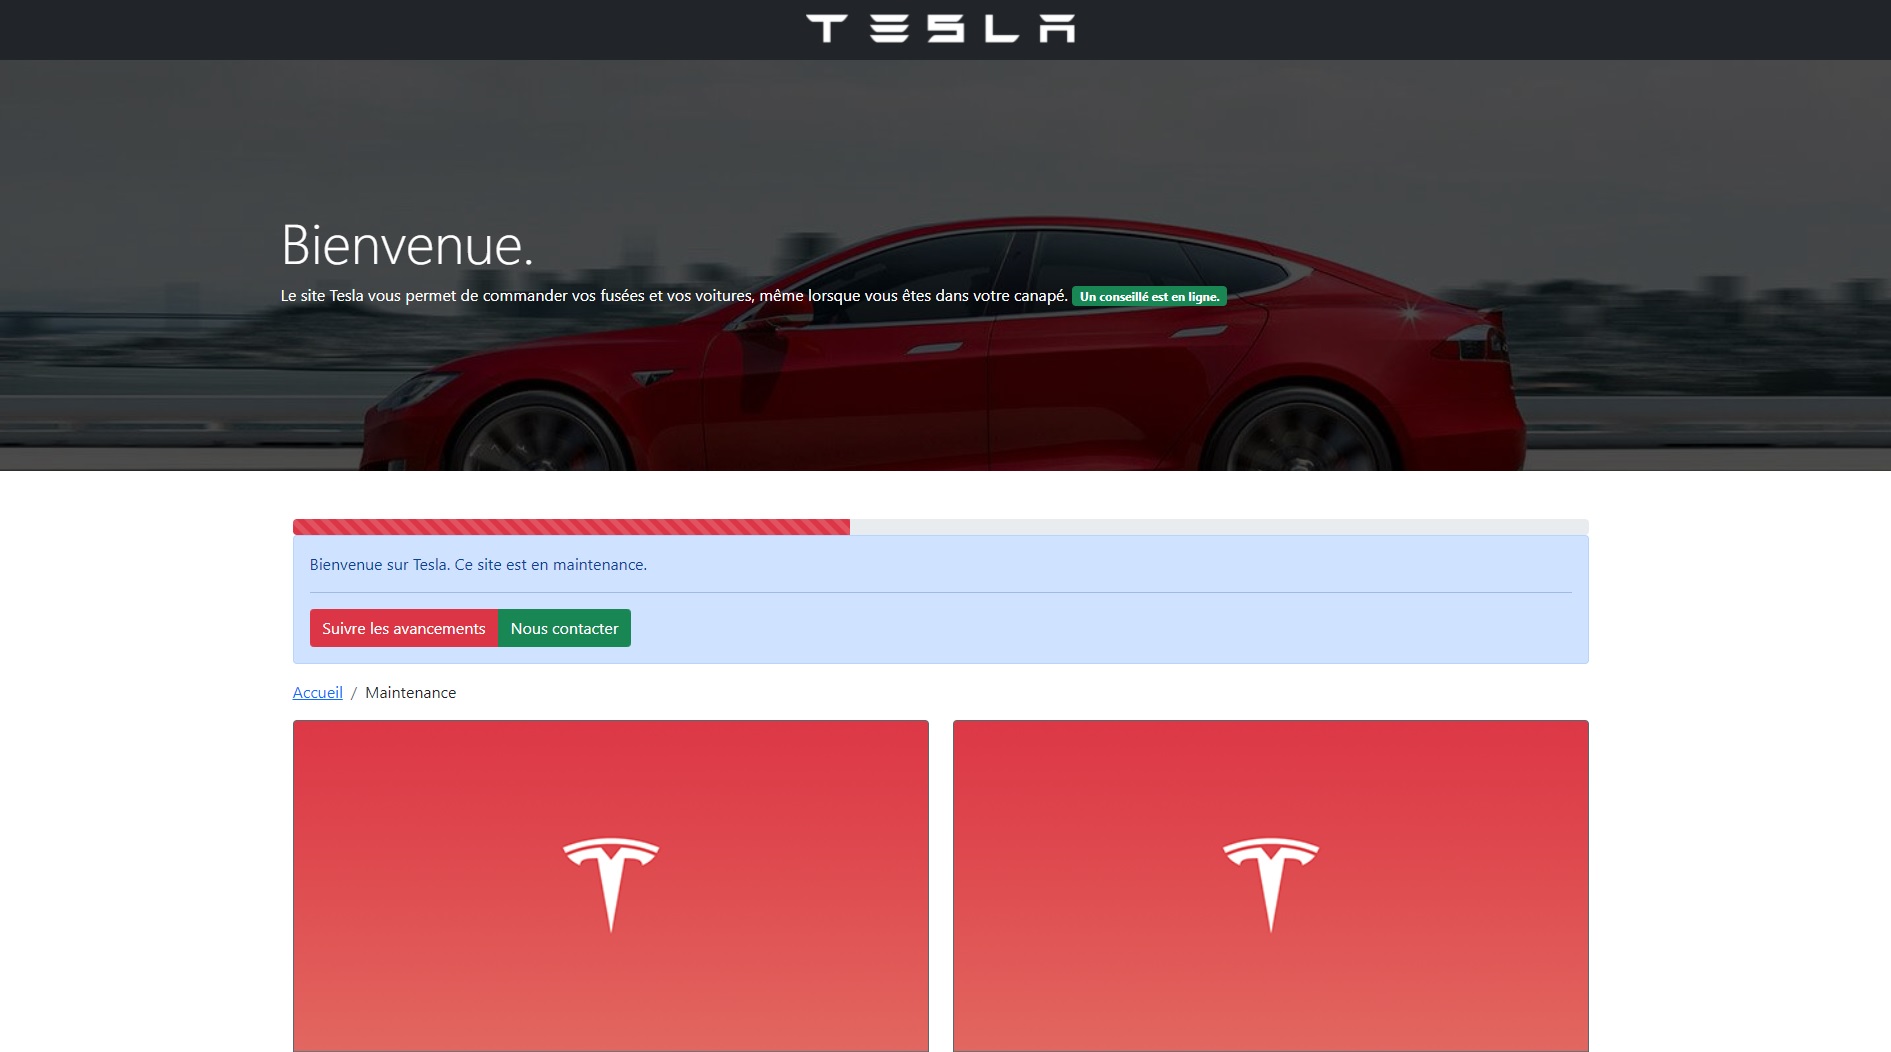 TESLA
Bienvenue.
Le site Tesla vous permet de commander vos fusées et vos voitures, même lorsque vous êtes dans votre canapé. Un conseillé est en ligne.
Bienvenue sur Tesla. Ce site est en maintenance.
Suivre les avancements Nous contacter
Accueil / Maintenance